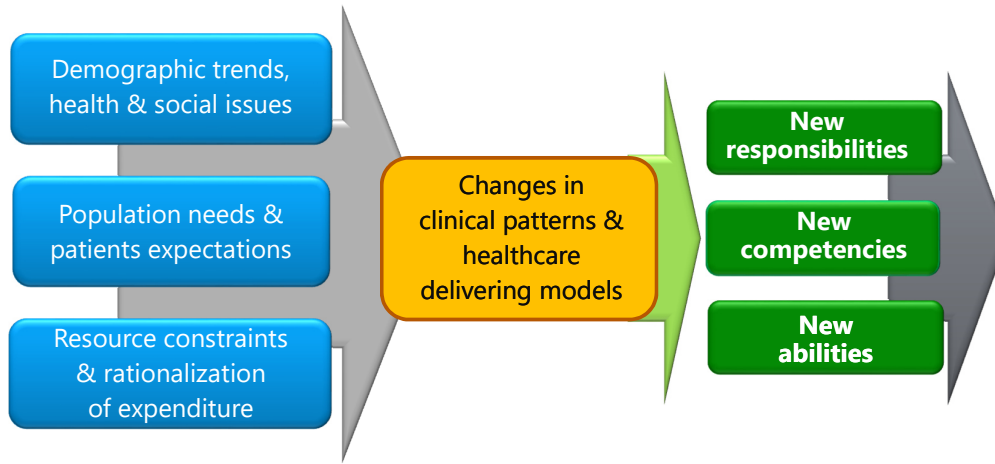 Demographic trends,
health & social issues
Population needs &
patients expectations
Resource constraints
& rationalization
of expenditure
Changes in
clinical patterns &
healthcare
delivering models
New
responsibilities
New
competencies
New
abilities